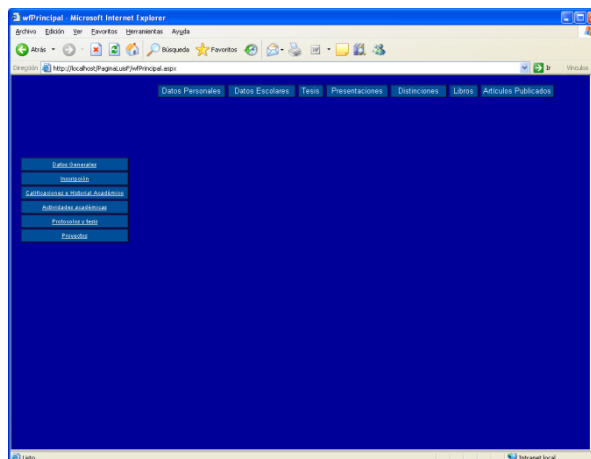 wfPrincipal - Microsoft Internet Explorer
Archivo Edición Ver Favoritos Herramientas Ayuda
Atrás Búsqueda Favoritos
Dirección http://localhost/PaginaLuisF/wfPrincipal.aspx Ir Vínculos
Datos Personales Datos Escolares Tesis Presentaciones Distinciones Libros Artículos Publicados
Datos Generales
Inscripción
Calificaciones e Historial Académico
Actividades académicas
Protocolos y tesis
Proyectos
Listo Intranet local